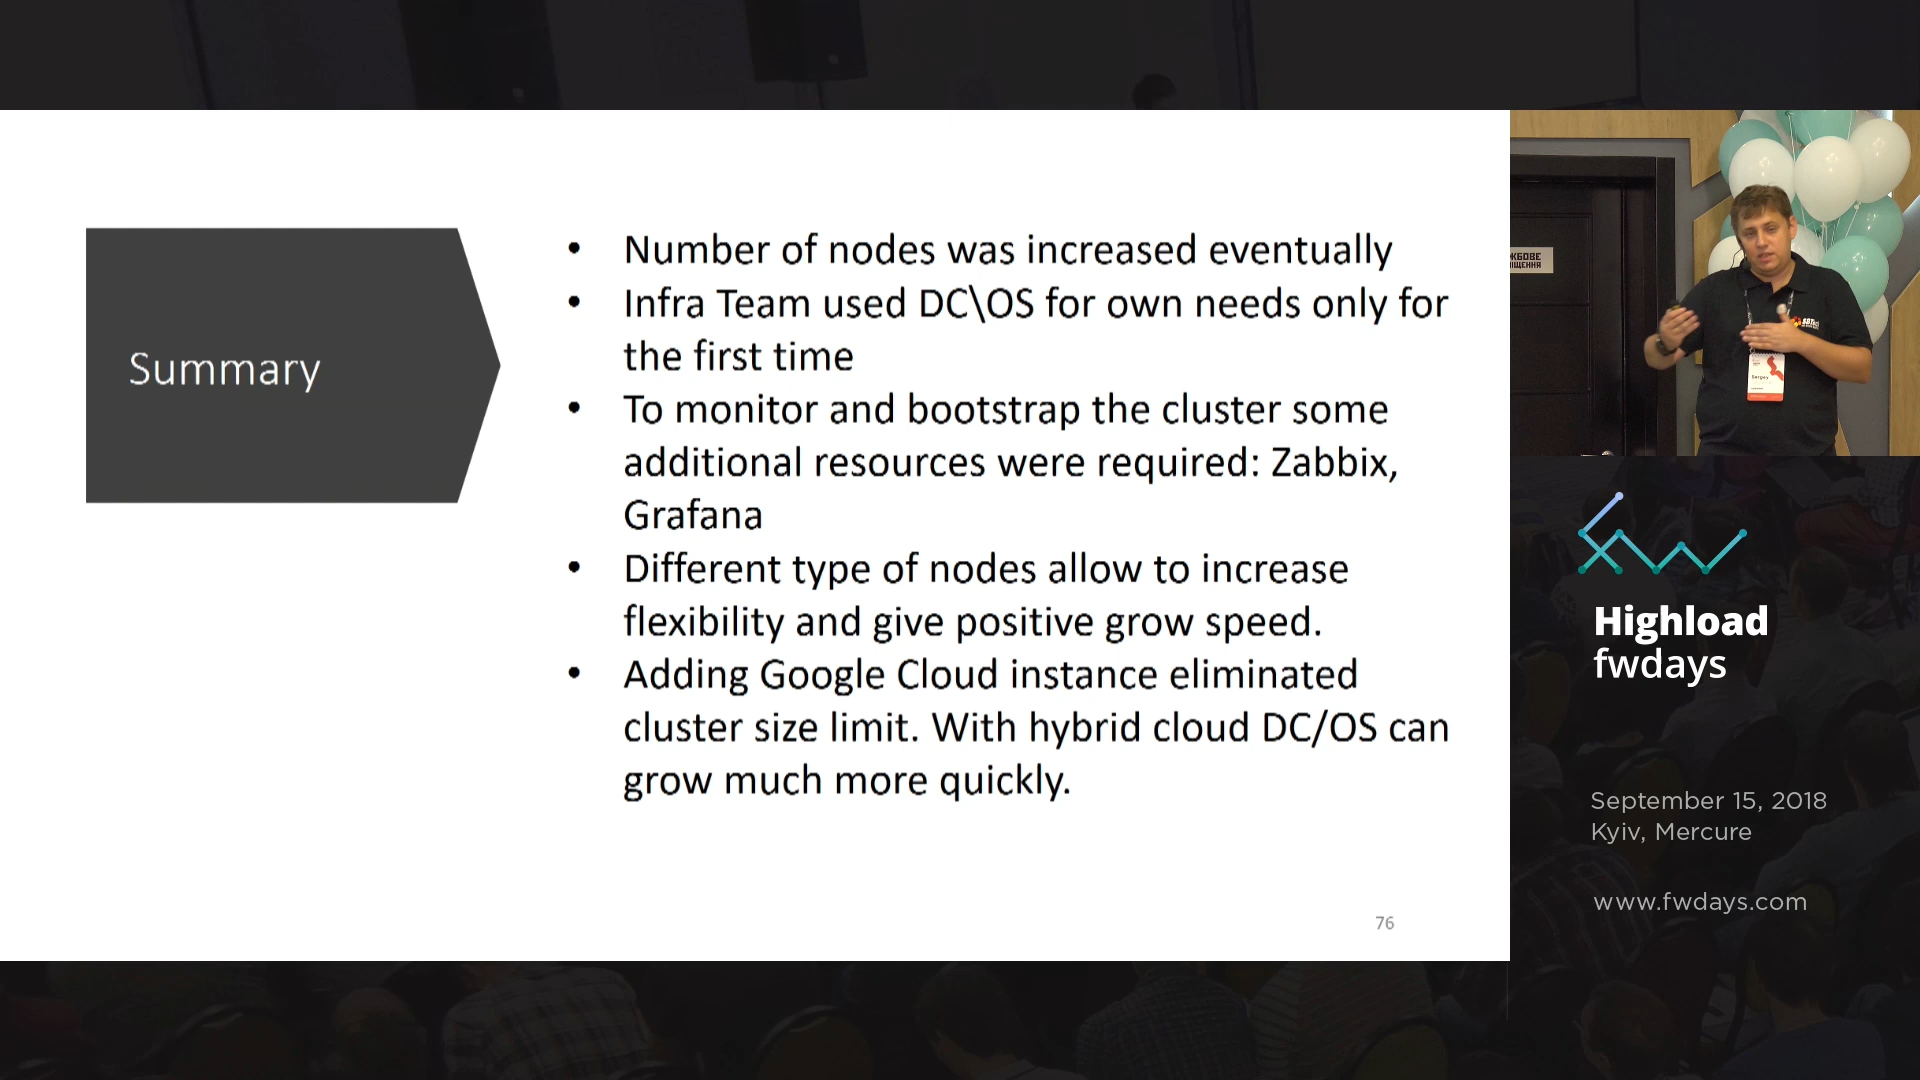 Summary
• Number of nodes was increased eventually
• Infra Team used DC\OS for own needs only for
the first time
• To monitor and bootstrap the cluster some
additional resources were required: Zabbix,
Grafana
• Different type of nodes allow to increase
flexibility and give positive grow speed.
• Adding Google Cloud instance eliminated
cluster size limit. With hybrid cloud DC/OS can
grow much more quickly.
76
Sergey
Highload
fwdays
September 15, 2018
Kyiv, Mercure
www.fwdays.com